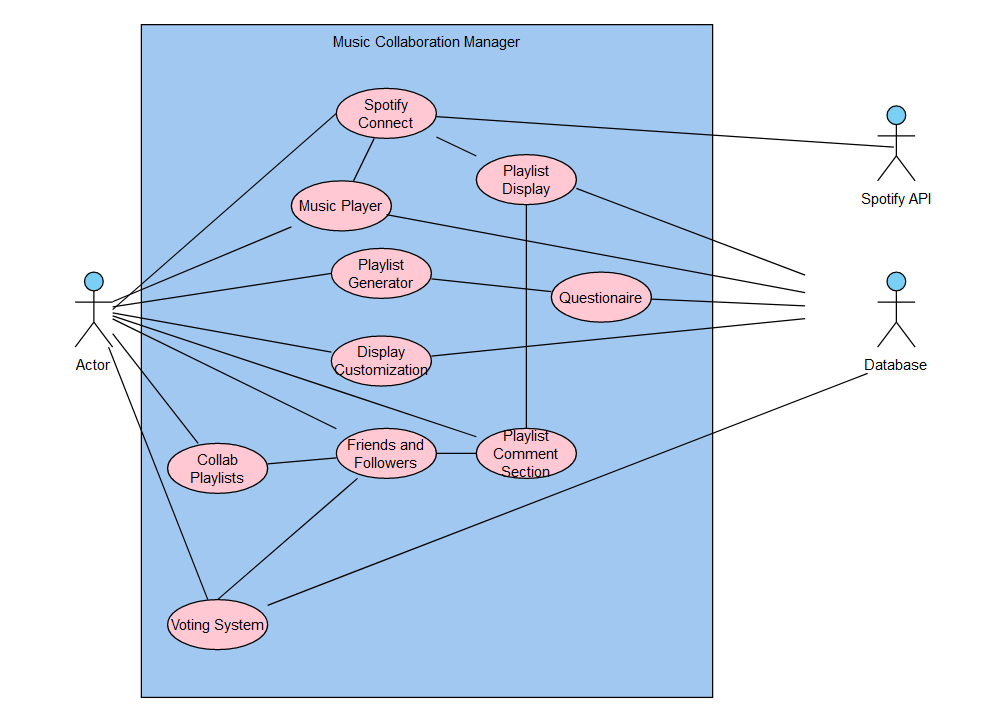 Music Collaboration Manager
Spotify
Connect
Playlist
Display
Spotify API
Music Player
Playlist
Generator
Questionaire
Actor
Database
Display
Customization
Friends and
Followers
Playlist
Comment
Section
Collab
Playlists
Voting System